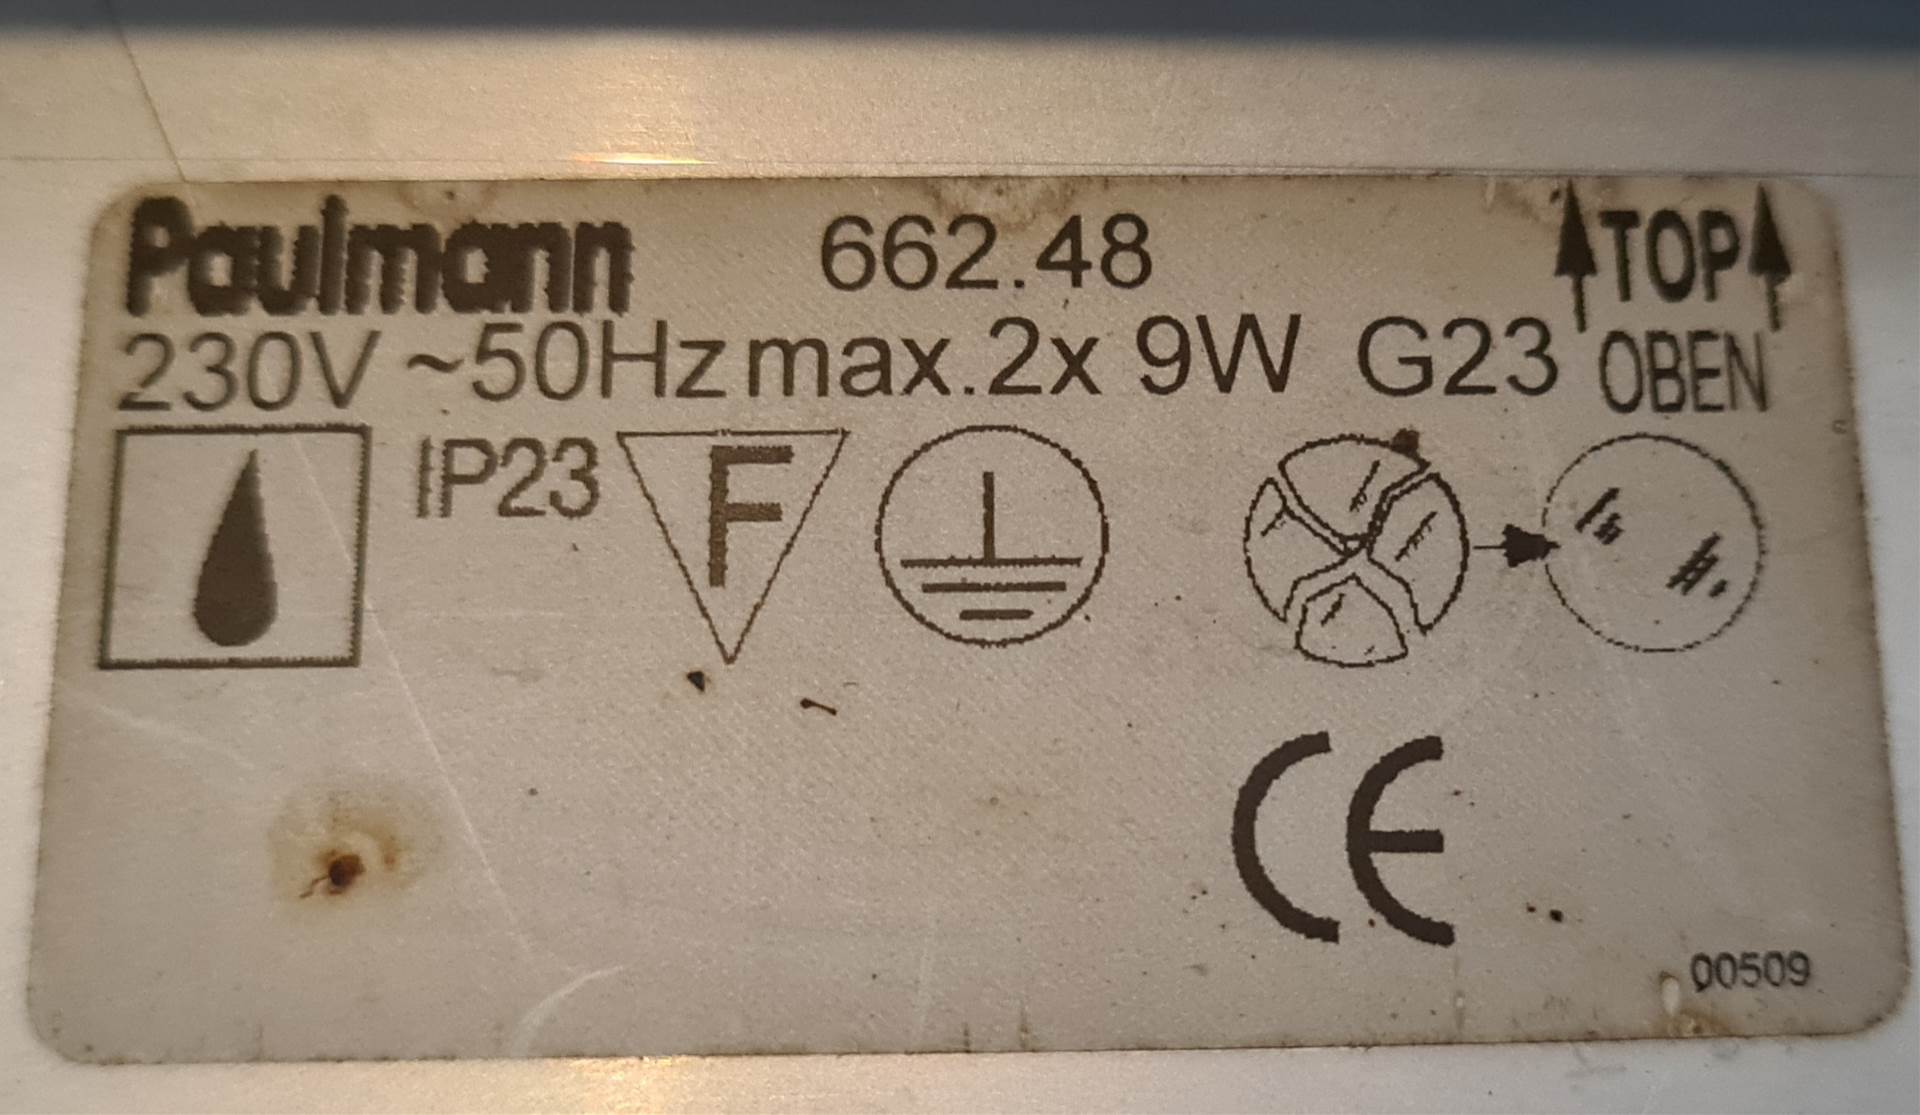 Paulmann 662.48 TOP
230V ~50Hz max.2x 9W G23 OBEN
IP23 F
CE
00509